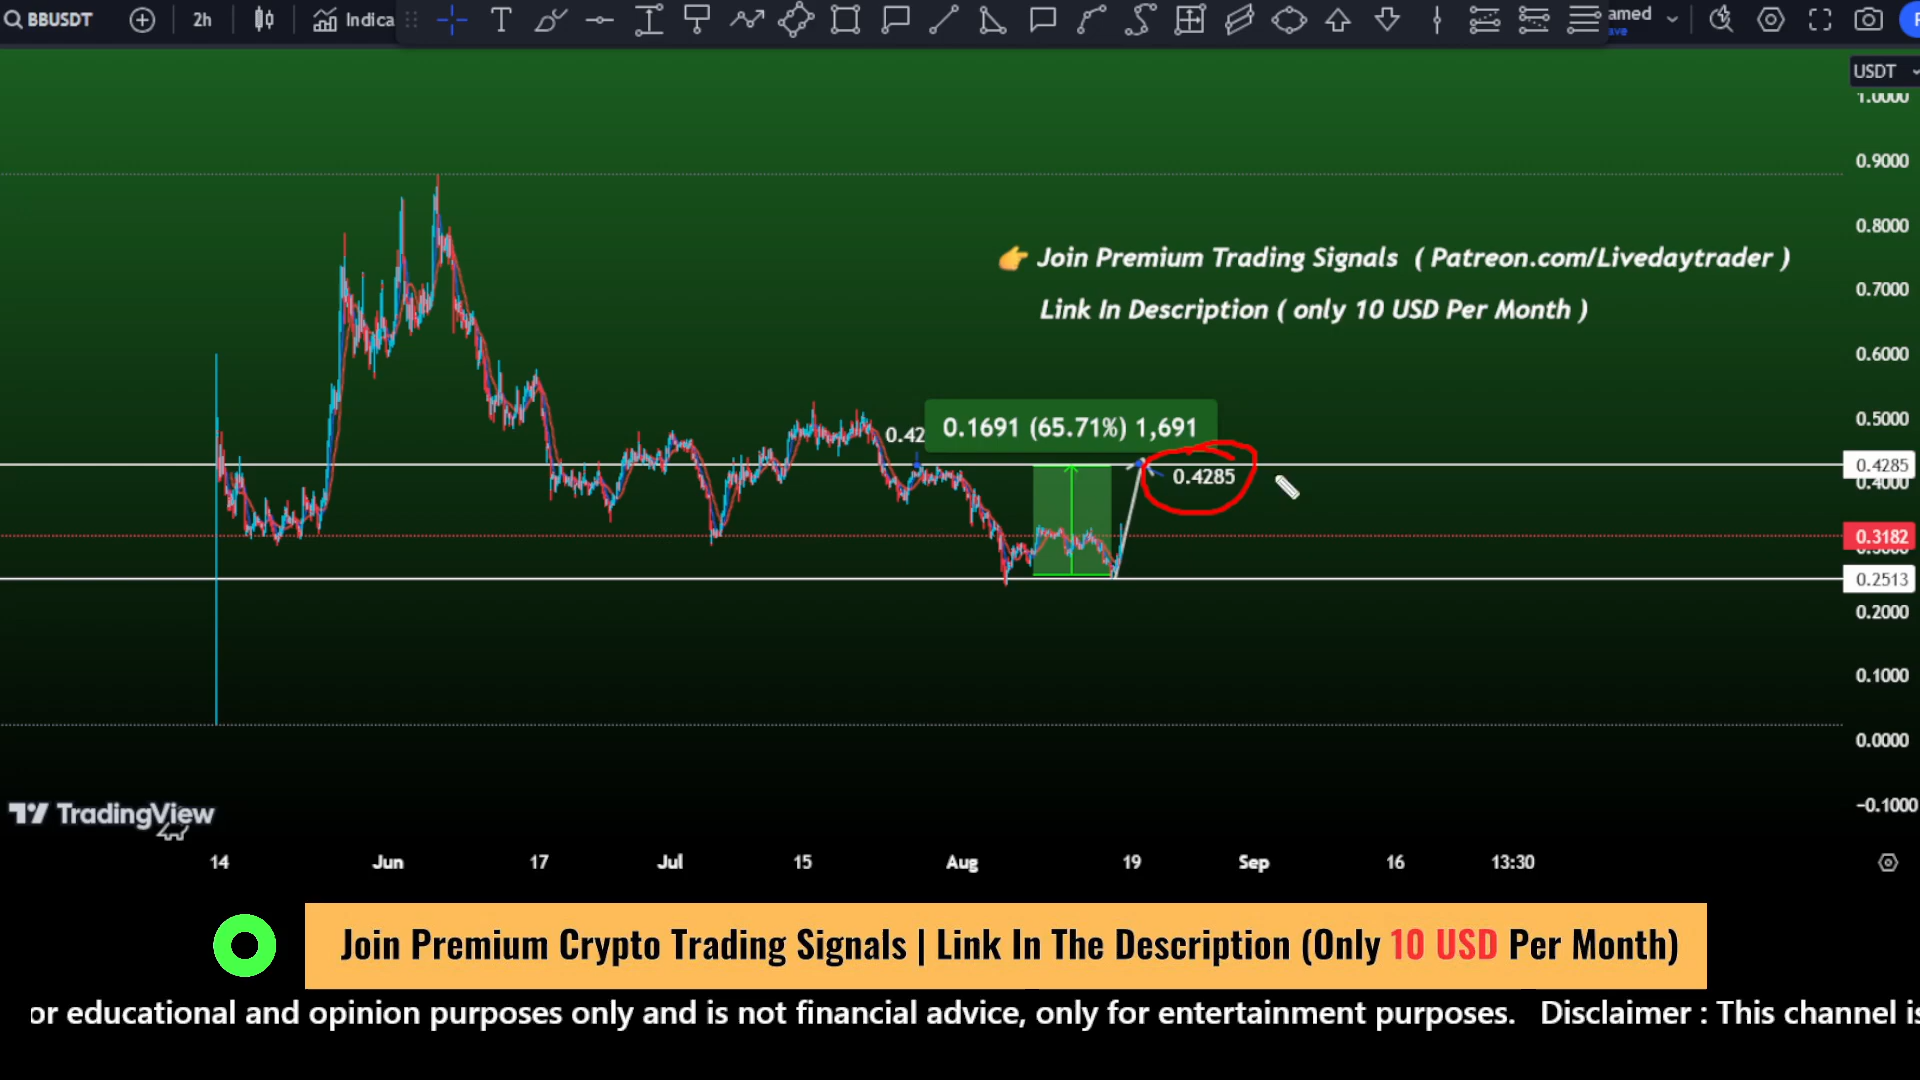 BBUSDT
2h
Indica
amed
ave
USDT
1.0000
0.9000
0.8000
👉 Join Premium Trading Signals ( Patreon.com/Livedaytrader )
0.7000
Link In Description ( only 10 USD Per Month )
0.6000
0.5000
0.42
0.1691 (65.71%) 1,691
0.4285
0.4285
0.4000
0.3182
0.2513
0.2000
0.1000
0.0000
TradingView
-0.1000
14 Jun 17 Jul 15 Aug 19 Sep 16 13:30
Join Premium Crypto Trading Signals | Link In The Description (Only 10 USD Per Month)
or educational and opinion purposes only and is not financial advice, only for entertainment purposes. Disclaimer : This channel is